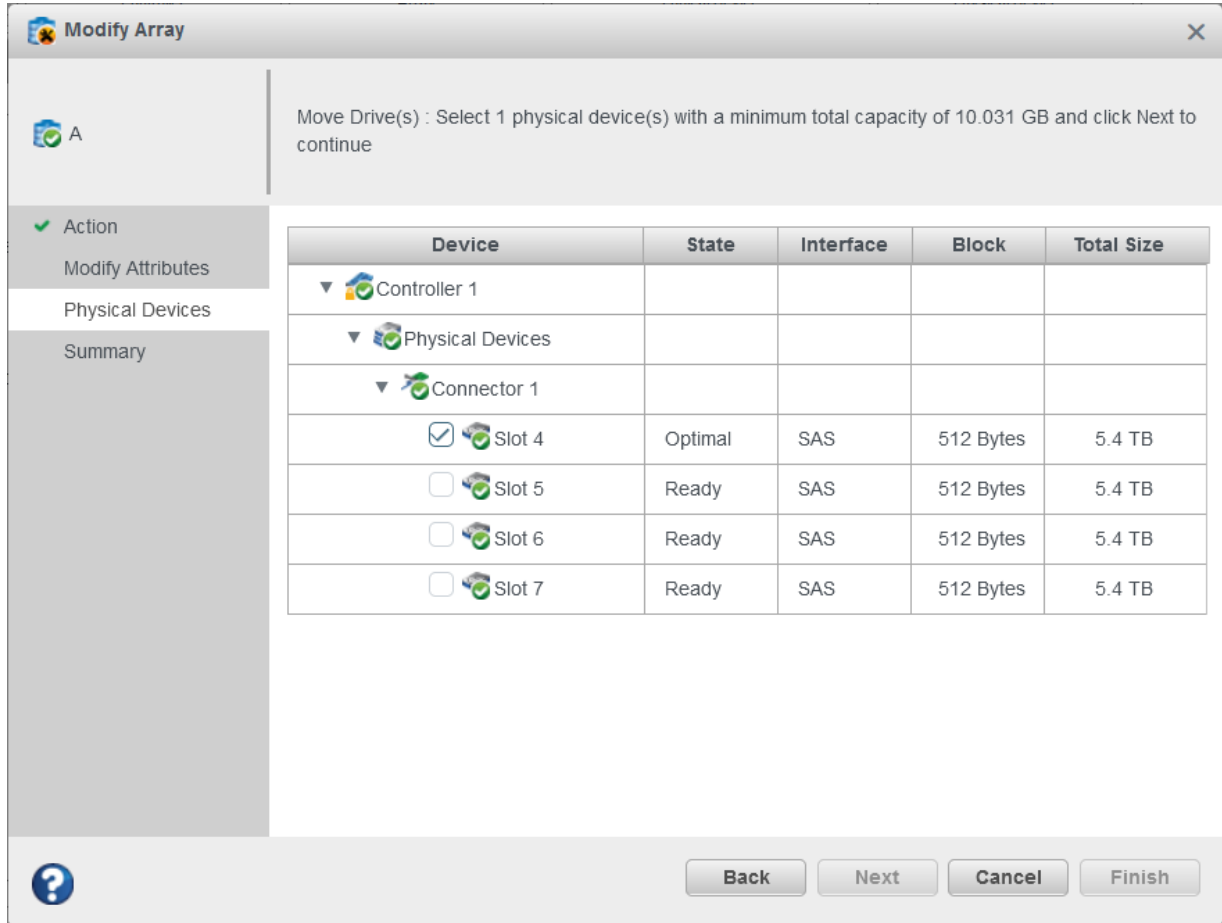 Modify Array
A
Move Drive(s) : Select 1 physical device(s) with a minimum total capacity of 10.031 GB and click Next to
continue
Action
Modify Attributes
Physical Devices
Summary
Device State Interface Block Total Size
Controller 1
Physical Devices
Connector 1
Slot 4 Optimal SAS 512 Bytes 5.4 TB
Slot 5 Ready SAS 512 Bytes 5.4 TB
Slot 6 Ready SAS 512 Bytes 5.4 TB
Slot 7 Ready SAS 512 Bytes 5.4 TB
? Back Next Cancel Finish